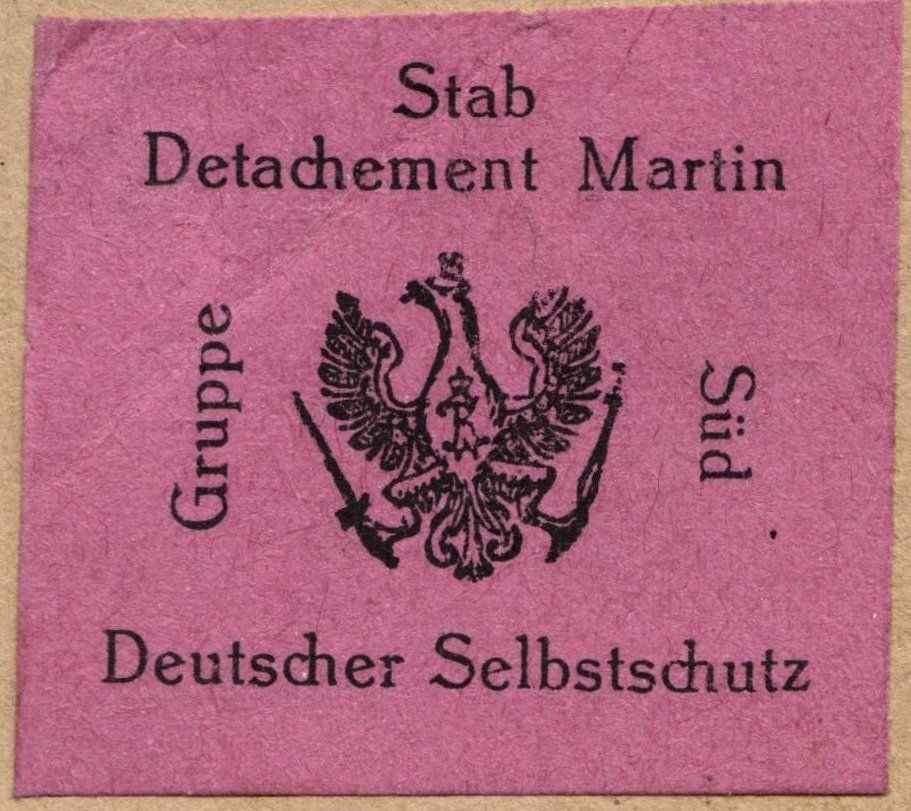 Stab
Detachement Martin
Gruppe
Süd
Deutscher Selbstschutz